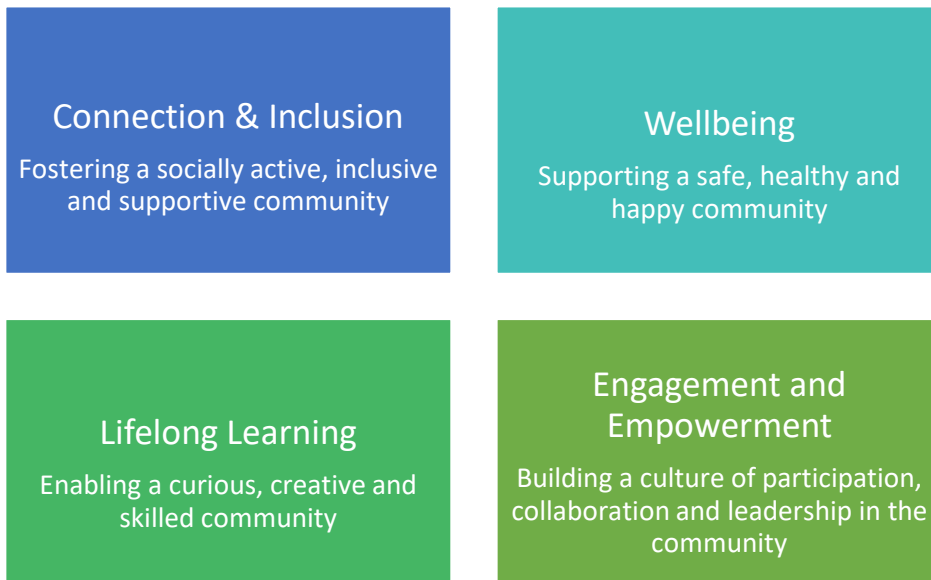 Connection & Inclusion
Fostering a socially active, inclusive
and supportive community
Wellbeing
Supporting a safe, healthy and
happy community
Lifelong Learning
Enabling a curious, creative and
skilled community
Engagement and
Empowerment
Building a culture of participation,
collaboration and leadership in the
community